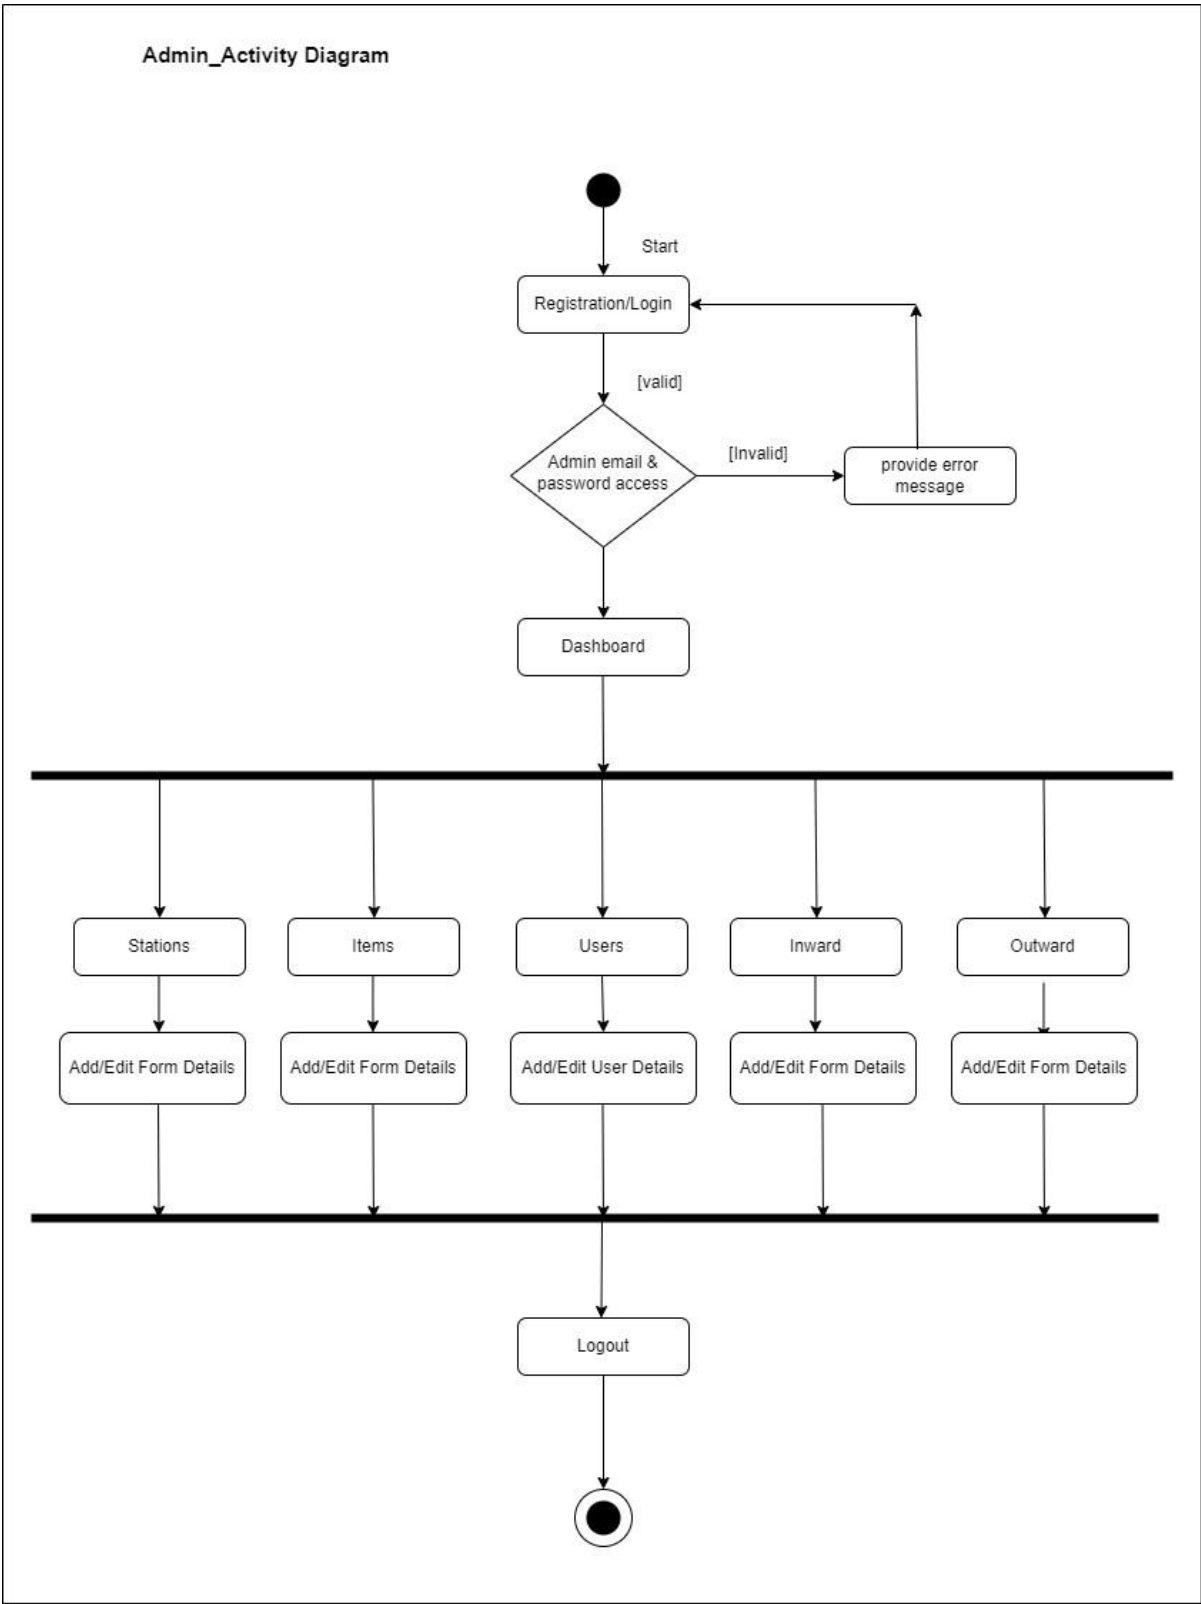 Admin_Activity Diagram
Start
Registration/Login
[valid]
Admin email &
password access
[Invalid]
provide error
message
Dashboard
Stations
Items
Users
Inward
Outward
Add/Edit Form Details
Add/Edit Form Details
Add/Edit User Details
Add/Edit Form Details
Add/Edit Form Details
Logout